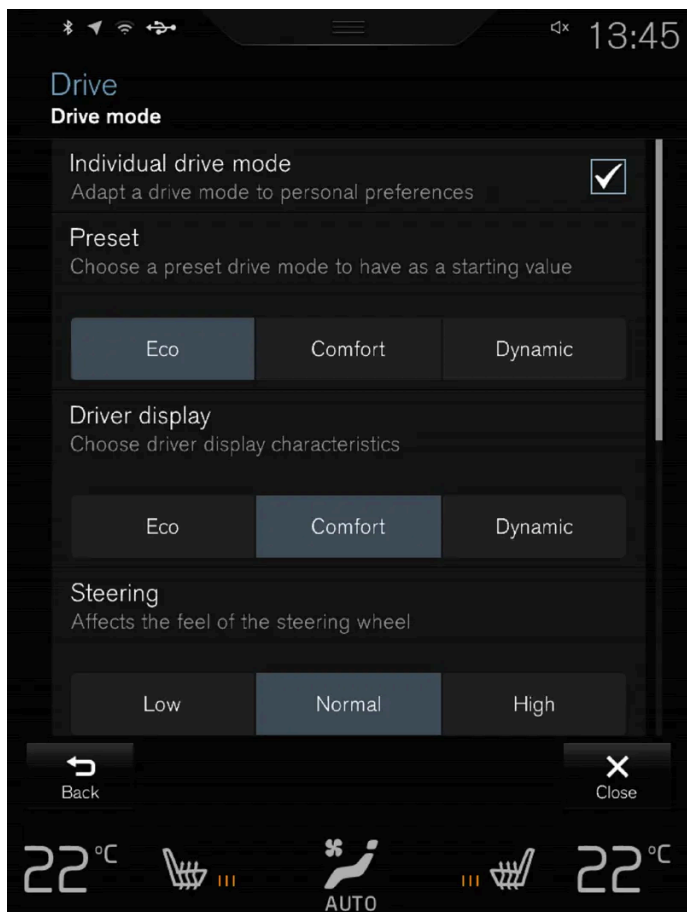 13:45
Drive
Drive mode
Individual drive mode
Adapt a drive mode to personal preferences
Preset
Choose a preset drive mode to have as a starting value
Eco Comfort Dynamic
Driver display
Choose driver display characteristics
Eco Comfort Dynamic
Steering
Affects the feel of the steering wheel
Low Normal High
Back Close
22°C 22°C
AUTO